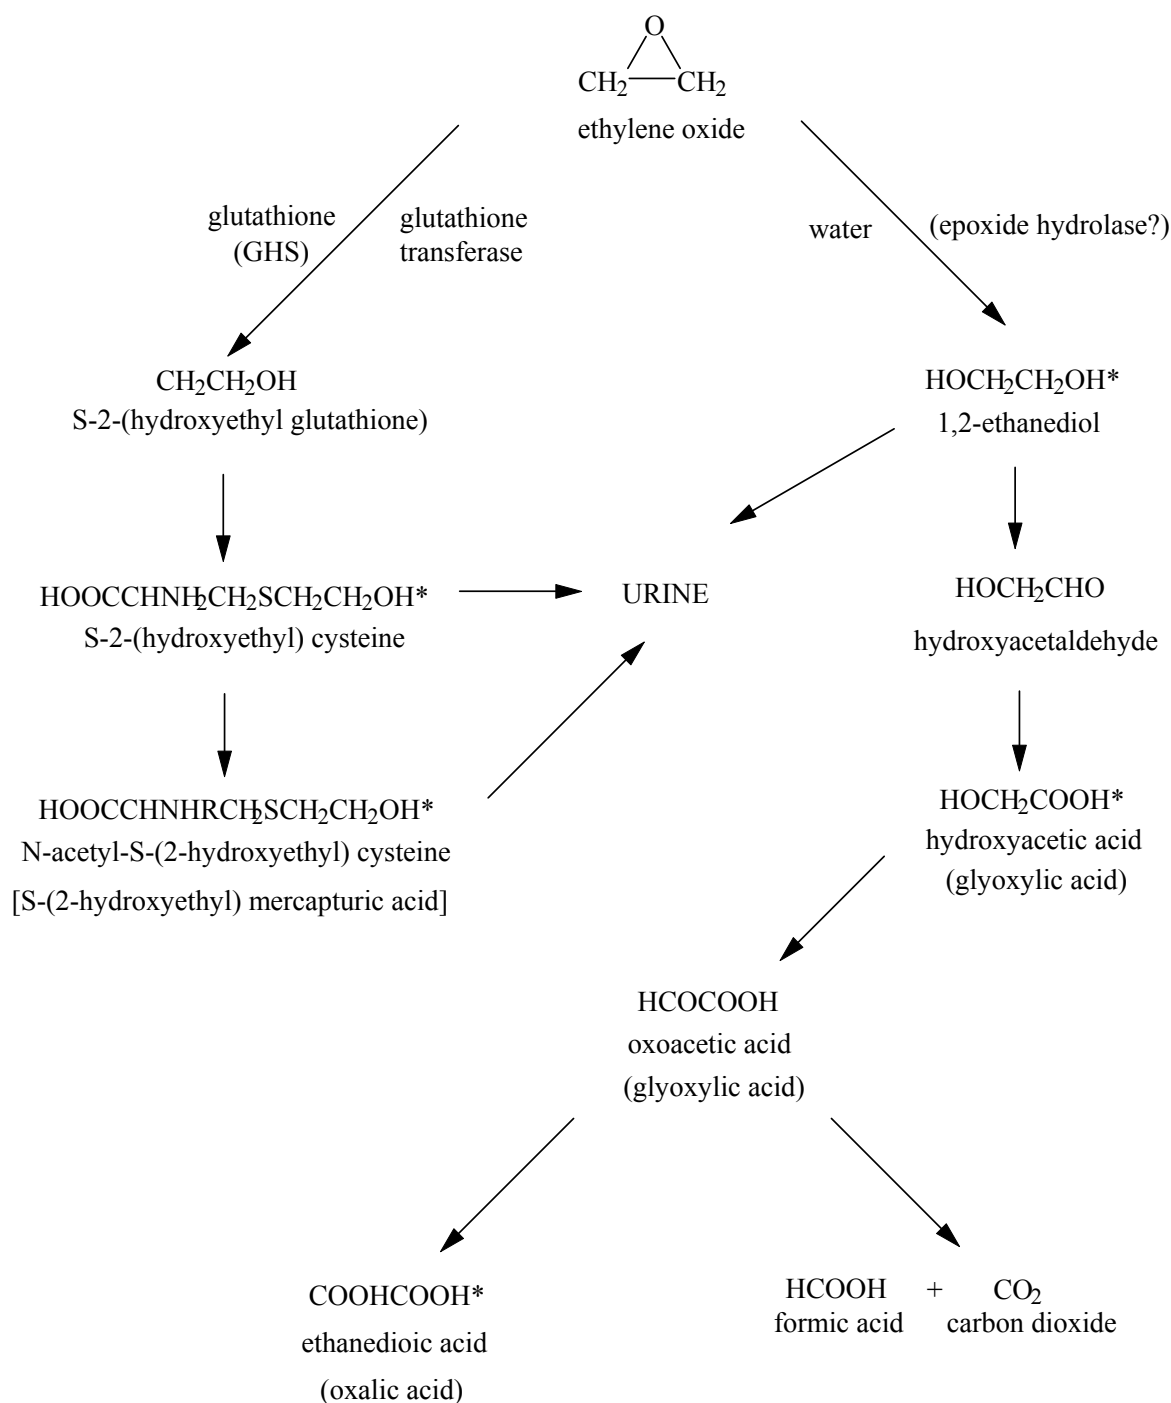 O
CH₂ CH₂
ethylene oxide
glutathione
(GHS)
glutathione
transferase
water
(epoxide hydrolase?)
CH₂CH₂OH
S-2-(hydroxyethyl glutathione)
HOCH₂CH₂OH*
1,2-ethanediol
HOOCCHNH₂CH₂SCH₂CH₂OH*
S-2-(hydroxyethyl) cysteine
URINE
HOCH₂CHO
hydroxyacetaldehyde
HOOCCHNHRCH₂SCH₂CH₂OH*
N-acetyl-S-(2-hydroxyethyl) cysteine
[S-(2-hydroxyethyl) mercapturic acid]
HOCH₂COOH*
hydroxyacetic acid
(glyoxylic acid)
HCOCOOH
oxoacetic acid
(glyoxylic acid)
COOHCOOH*
ethanedioic acid
(oxalic acid)
HCOOH + CO₂
formic acid carbon dioxide